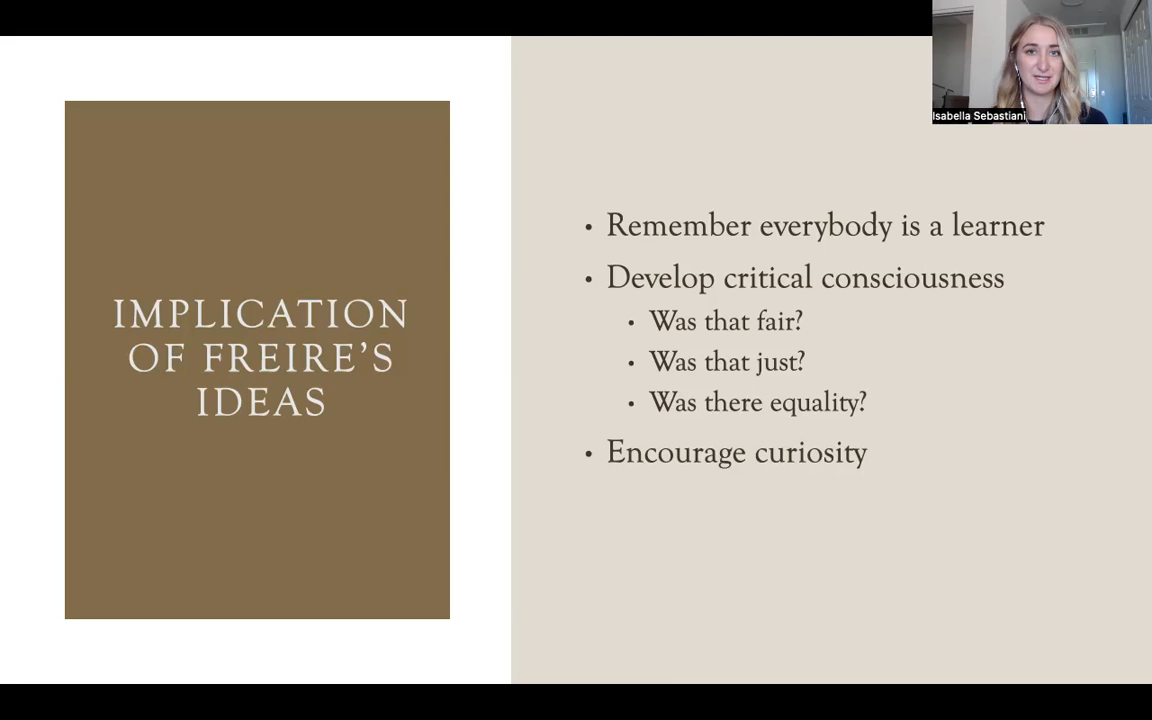 Isabella Sebastiani
IMPLICATION
OF FREIRE'S
IDEAS
• Remember everybody is a learner
• Develop critical consciousness
• Was that fair?
• Was that just?
• Was there equality?
• Encourage curiosity